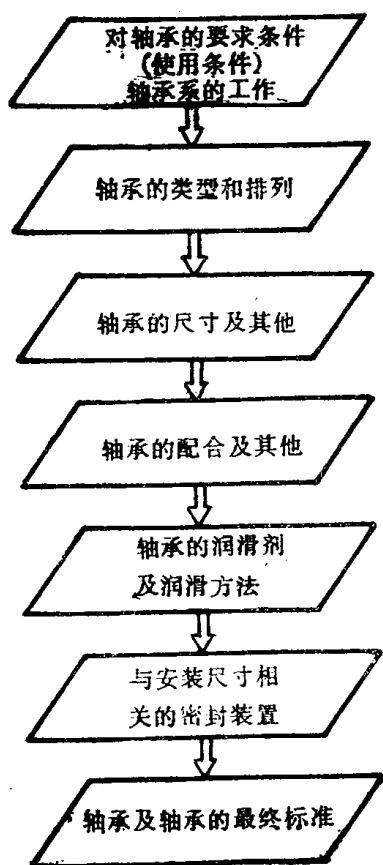 对轴承的要求条件
(使用条件)
轴承系的工作
轴承的类型和排列
轴承的尺寸及其他
轴承的配合及其他
轴承的润滑剂
及润滑方法
与安装尺寸相
关的密封装置
轴承及轴承的最终标准